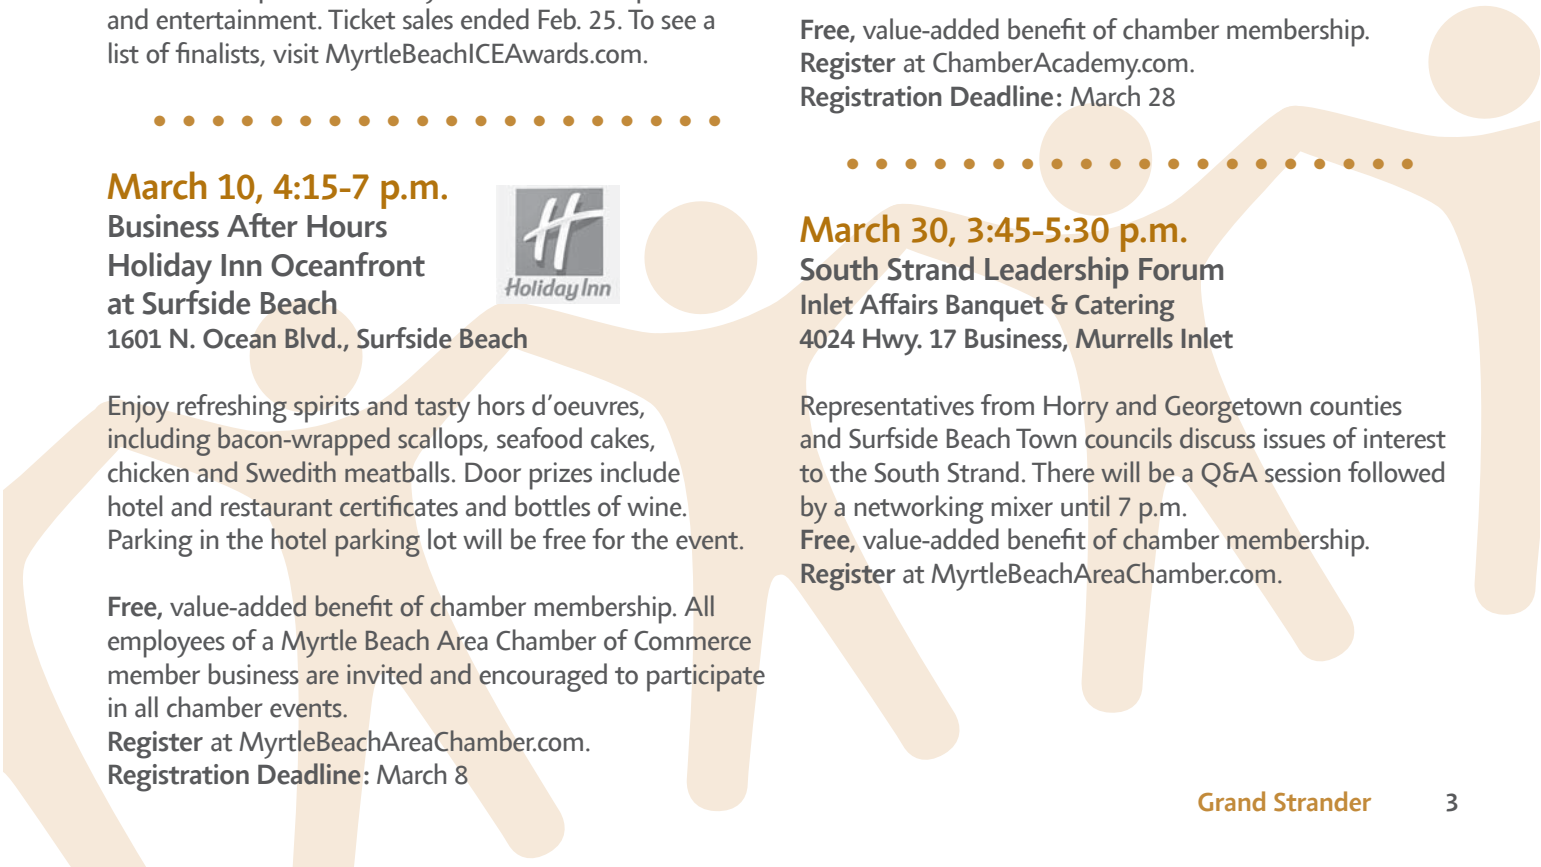 and entertainment. Ticket sales ended Feb. 25. To see a
list of finalists, visit MyrtleBeachICEAwards.com.
March 10, 4:15-7 p.m.
Business After Hours
Holiday Inn Oceanfront
at Surfside Beach
1601 N. Ocean Blvd., Surfside Beach
Holiday Inn
Enjoy refreshing spirits and tasty hors d’oeuvres,
including bacon-wrapped scallops, seafood cakes,
chicken and Swedith meatballs. Door prizes include
hotel and restaurant certificates and bottles of wine.
Parking in the hotel parking lot will be free for the event.
Free, value-added benefit of chamber membership. All
employees of a Myrtle Beach Area Chamber of Commerce
member business are invited and encouraged to participate
in all chamber events.
Register at MyrtleBeachAreaChamber.com.
Registration Deadline: March 8
Free, value-added benefit of chamber membership.
Register at ChamberAcademy.com.
Registration Deadline: March 28
March 30, 3:45-5:30 p.m.
South Strand Leadership Forum
Inlet Affairs Banquet & Catering
4024 Hwy. 17 Business, Murrells Inlet
Representatives from Horry and Georgetown counties
and Surfside Beach Town councils discuss issues of interest
to the South Strand. There will be a Q&A session followed
by a networking mixer until 7 p.m.
Free, value-added benefit of chamber membership.
Register at MyrtleBeachAreaChamber.com.
Grand Strander 3